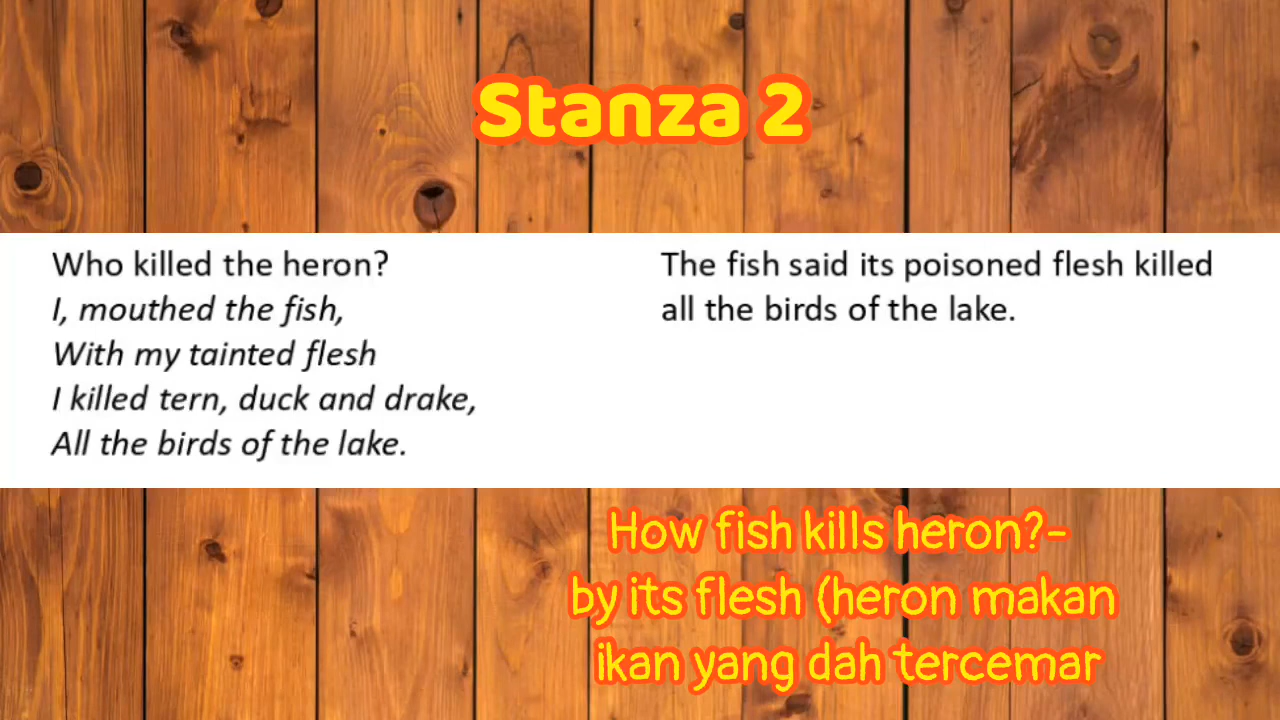 Stanza 2
Who killed the heron?
I, mouthed the fish,
With my tainted flesh
I killed tern, duck and drake,
All the birds of the lake.
The fish said its poisoned flesh killed
all the birds of the lake.
How fish kills heron?-
by its flesh (heron makan
ikan yang dah tercemar